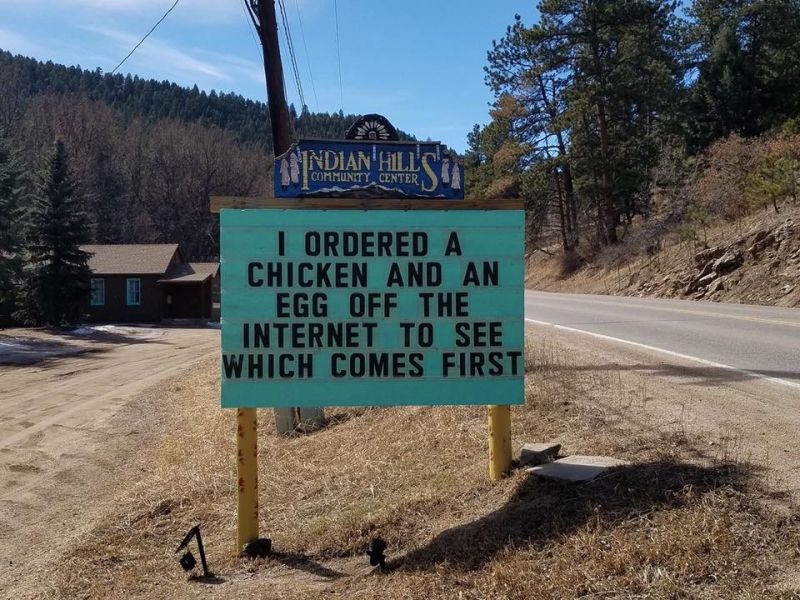 INDIAN HILLS
COMMUNITY CENTER
I ORDERED A
CHICKEN AND AN
EGG OFF THE
INTERNET TO SEE
WHICH COMES FIRST